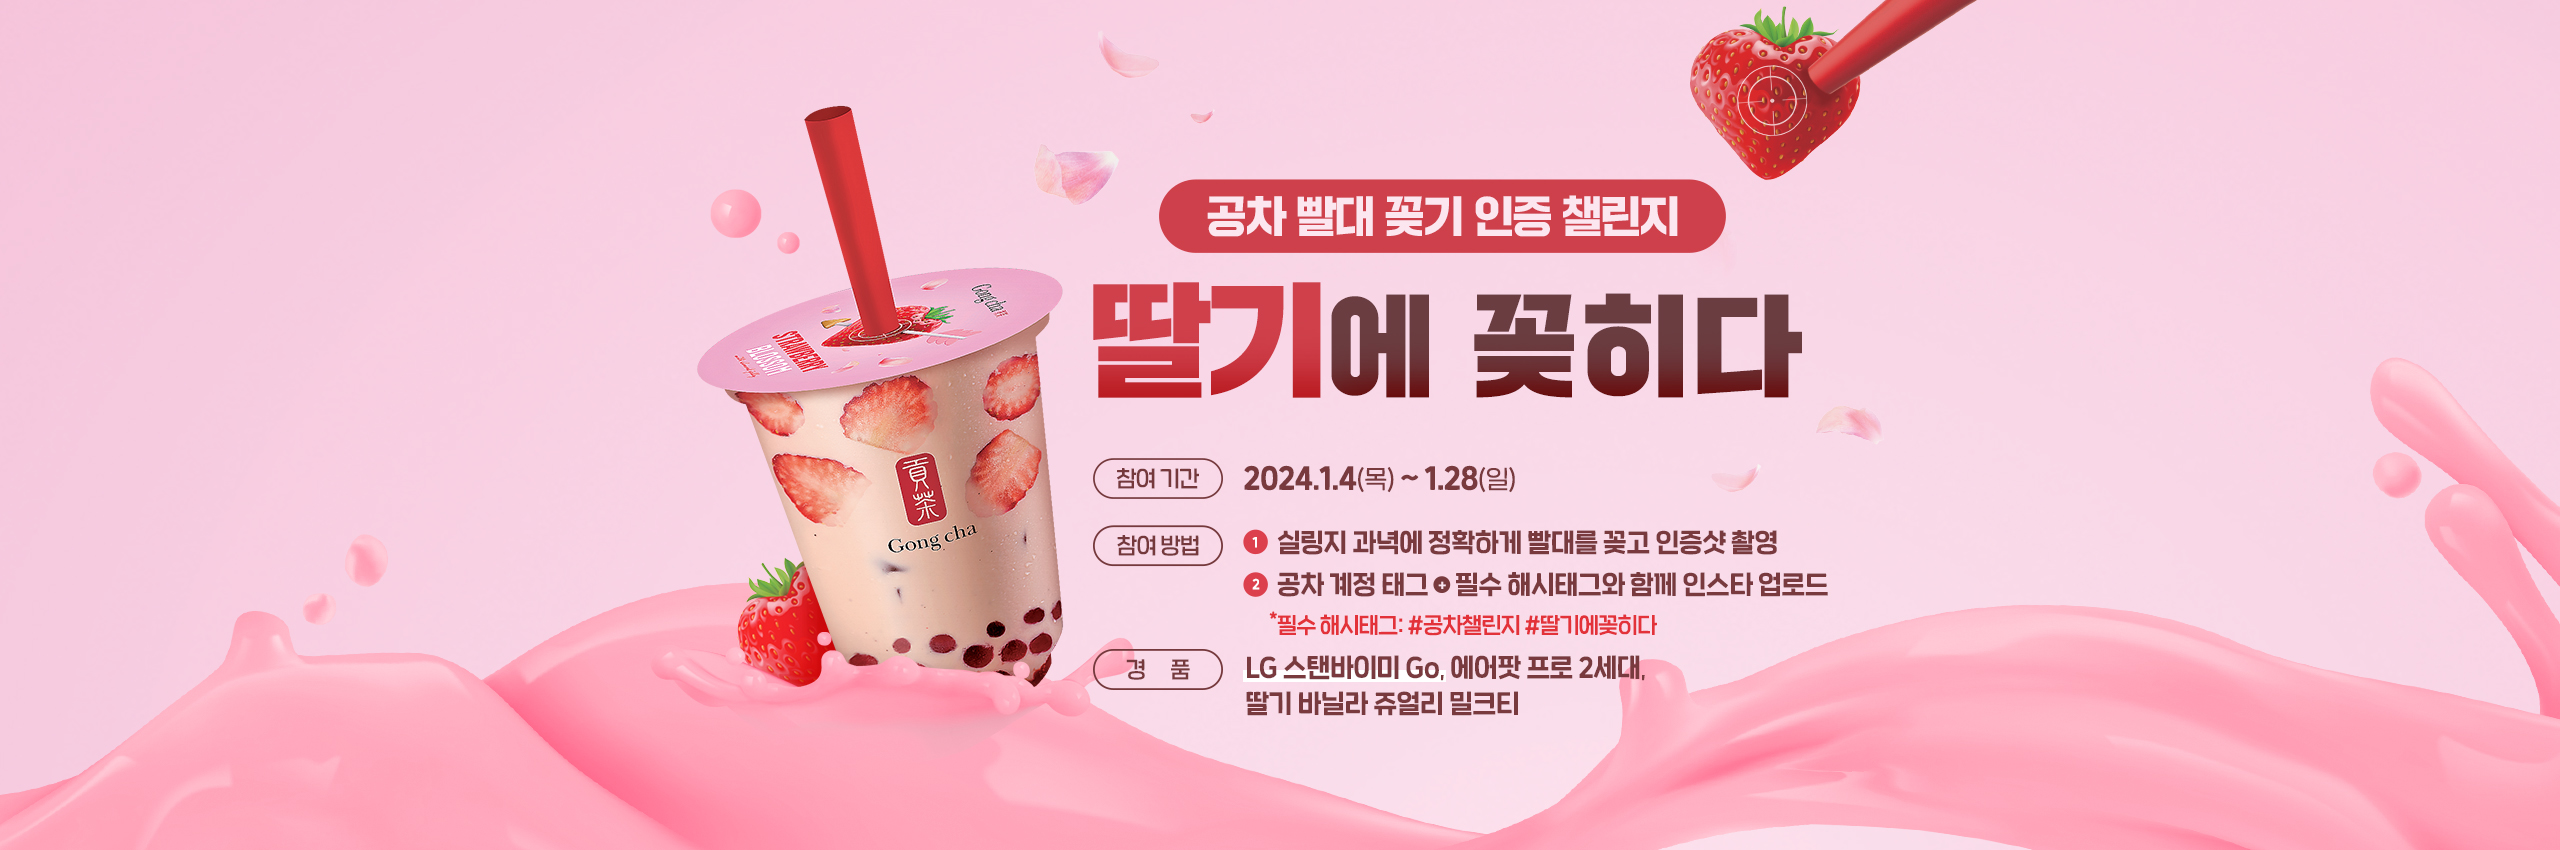 공차 빨대 꽂기 인증 챌린지
딸기에 꽂히다
참여 기간 2024.1.4(목) ~ 1.28(일)
참여 방법 1 실링지 과녁에 정확하게 빨대를 꽂고 인증샷 촬영
2 공차 계정 태그 + 필수 해시태그와 함께 인스타 업로드
*필수 해시태그: #공차챌린지 #딸기에꽂히다
경 품 LG 스탠바이미 Go, 에어팟 프로 2세대,
딸기 바닐라 쥬얼리 밀크티
Gong cha
STRAWBERRY
BLOSSOM
貢茶
Gong cha